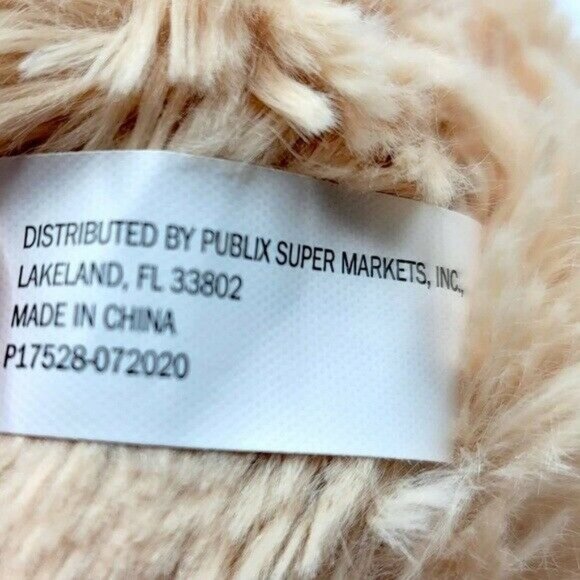 DISTRIBUTED BY PUBLIX SUPER MARKETS, INC.,
LAKELAND, FL 33802
MADE IN CHINA
P17528-072020